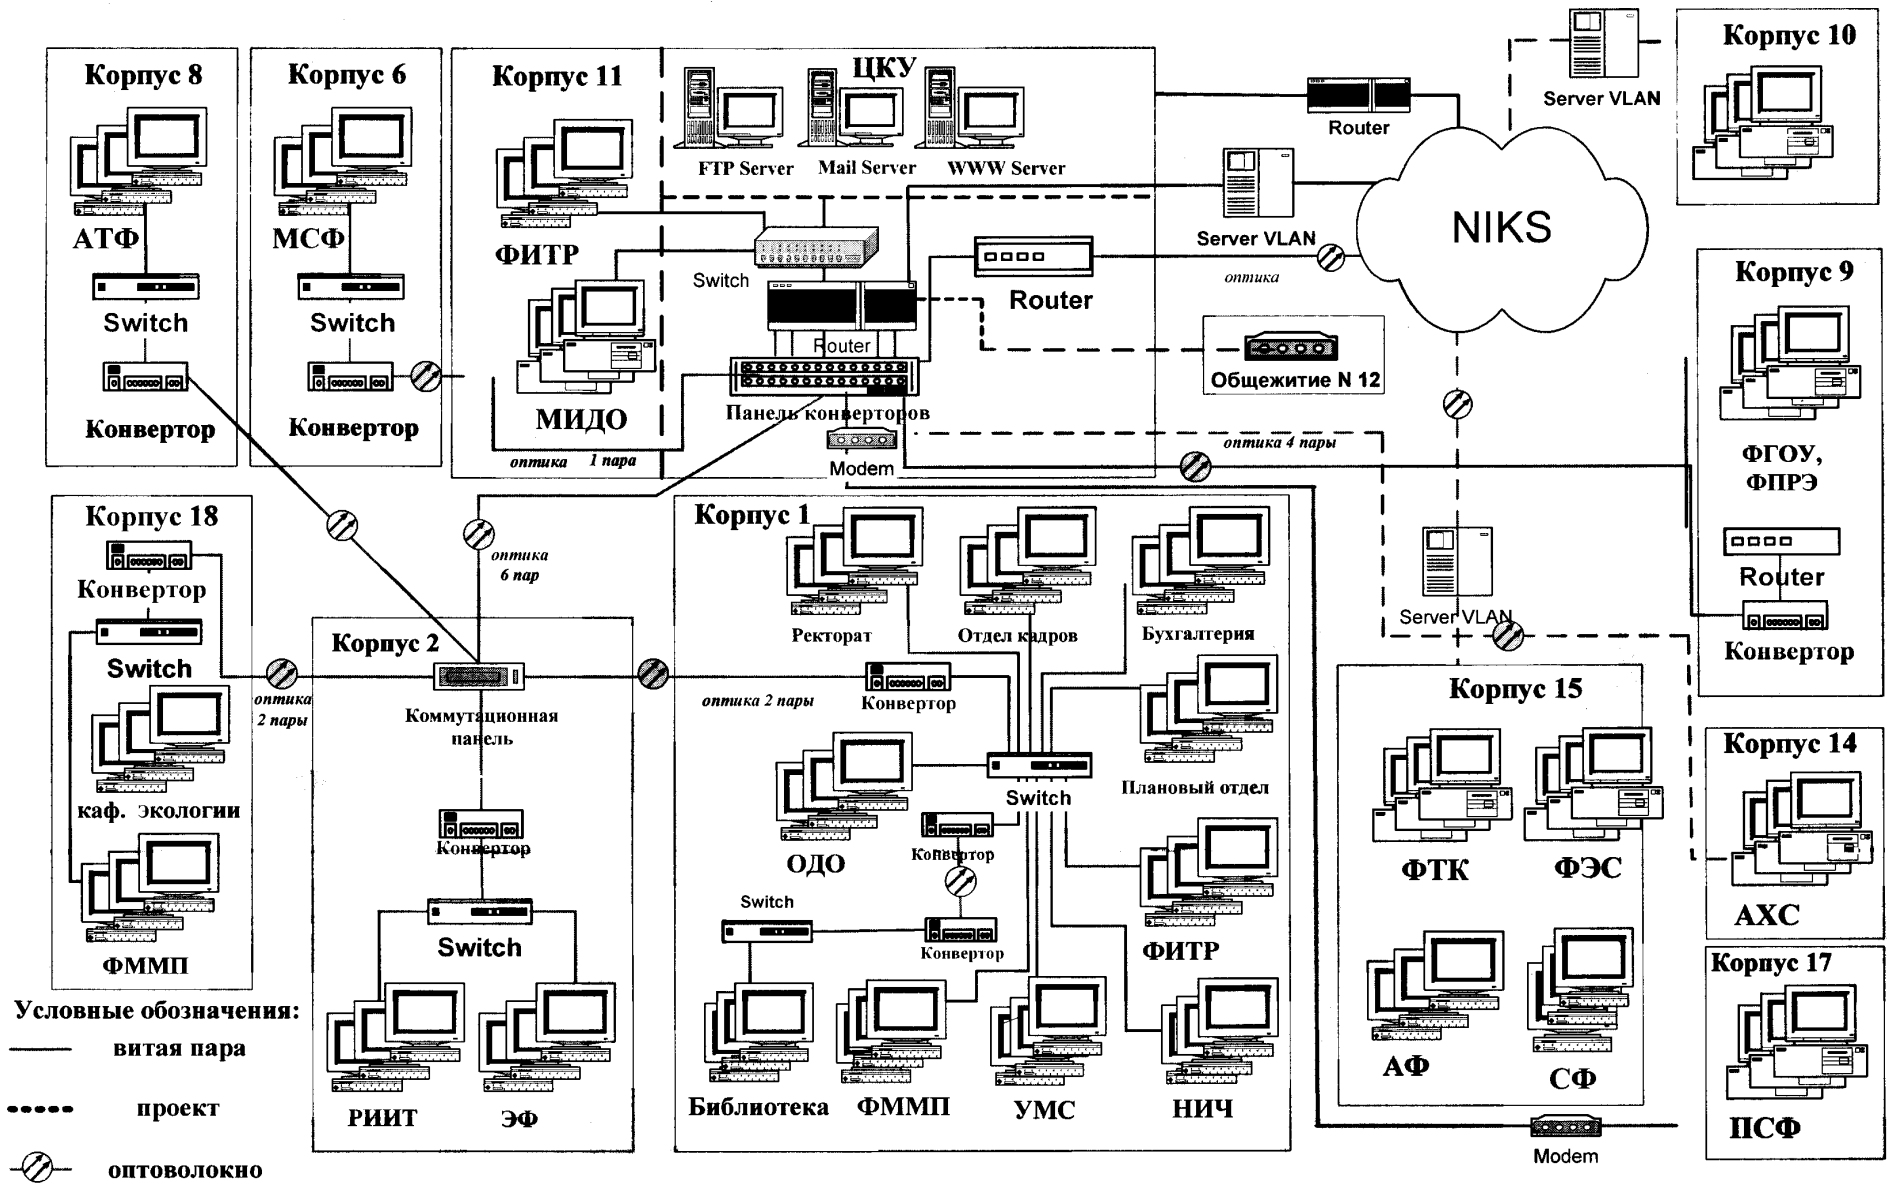 Корпус 8
АТФ
Switch
Конвертор
Корпус 6
МСФ
Switch
Конвертор
Корпус 11
ФИТР
МИДО
оптика 1 пара
ЦКУ
FTP Server
Mail Server
WWW Server
Switch
Router
Панель конверторов
Modem
Router
оптика
Server VLAN
Router
NIKS
Server VLAN
Корпус 10
Общежитие N 12
оптика 4 пары
Корпус 9
ФГОУ,
ФПРЭ
Router
Конвертор
Корпус 18
Конвертор
Switch
каф. экологии
ФММП
оптика
2 пары
оптика
6 пар
Корпус 2
Коммутационная
панель
Конвертор
Switch
РИИТ
ЭФ
оптика 2 пары
Корпус 1
Ректорат
Отдел кадров
Бухгалтерия
Конвертор
Switch
Плановый отдел
ОДО
Конвертор
Switch
Конвертор
ФИТР
Библиотека
ФММП
УМС
НИЧ
Server VLAN
Корпус 15
ФТК
ФЭС
АФ
СФ
Корпус 14
АХС
Корпус 17
ПСФ
Modem
Условные обозначения:
витая пара
проект
оптоволокно